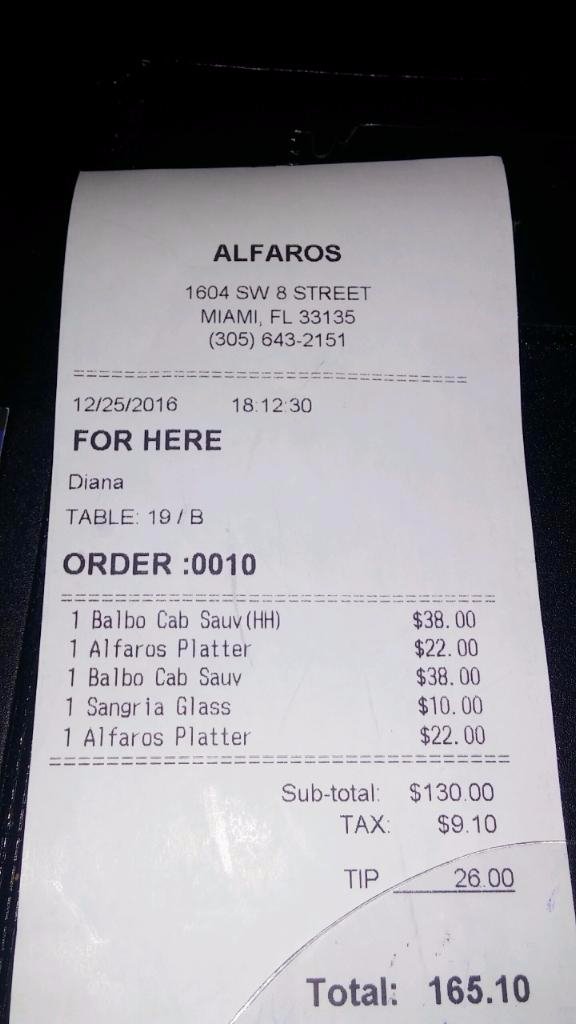 ALFAROS
1604 SW 8 STREET
MIAMI, FL 33135
(305) 643-2151
==========================================
12/25/2016 18:12:30
FOR HERE
Diana
TABLE: 19 / B
ORDER :0010
==========================================
1 Balbo Cab Sauv(HH) $38.00
1 Alfaros Platter $22.00
1 Balbo Cab Sauv $38.00
1 Sangria Glass $10.00
1 Alfaros Platter $22.00
==========================================
Sub-total: $130.00
TAX: $9.10
TIP 26.00
Total: 165.10